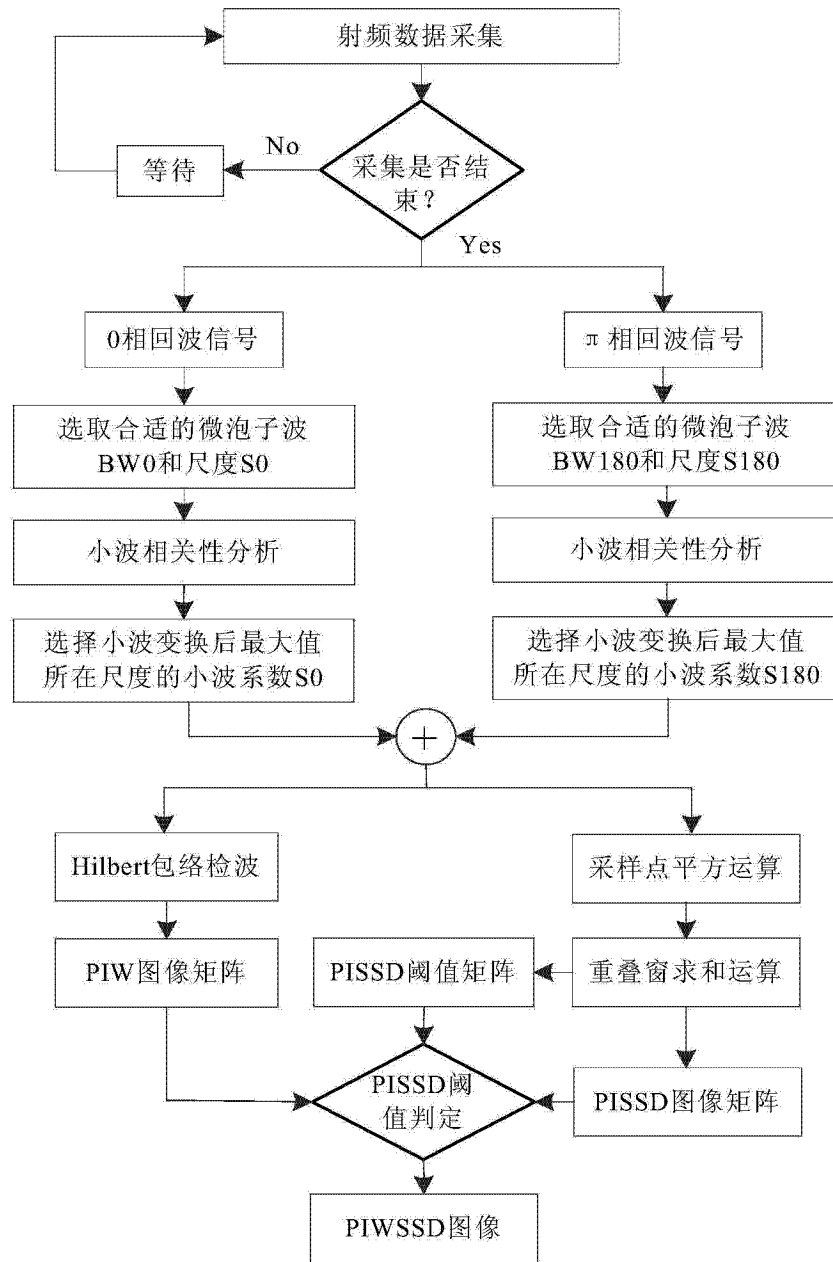 射频数据采集
No
等待
采集是否结
束？
Yes
0相回波信号
π相回波信号
选取合适的微泡子波
BW0和尺度S0
选取合适的微泡子波
BW180和尺度S180
小波相关性分析
小波相关性分析
选择小波变换后最大值
所在尺度的小波系数S0
选择小波变换后最大值
所在尺度的小波系数S180
+
Hilbert包络检波
采样点平方运算
PIW图像矩阵
PISSD阈值矩阵
重叠窗求和运算
PISSD阈
值判定
PISSD图像矩阵
PIWSSD图像